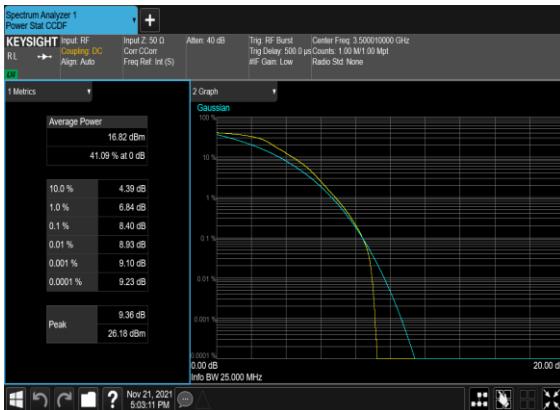 Spectrum Analyzer 1
Power Stat CCDF
KEYSIGHT
RL
Input: RF
Coupling: DC
Align: Auto
Input Z: 50 Ω
Corr CCorr
Freq Ref: Int (S)
Atten: 40 dB
Trig: RF Burst
Trig Delay: 500.0 µs
#IF Gain: Low
Center Freq: 3.500010000 GHz
Counts: 1.00 M/1.00 Mpt
Radio Std: None
1 Metrics
Average Power
16.82 dBm
41.09 % at 0 dB
10.0 % 4.39 dB
1.0 % 6.84 dB
0.1 % 8.40 dB
0.01 % 8.93 dB
0.001 % 9.10 dB
0.0001 % 9.23 dB
Peak
9.36 dB
26.18 dBm
2 Graph
Gaussian
100 %
10 %
1 %
0.1 %
0.01 %
0.001 %
0.0001 %
0.00 dB
20.00 d
Info BW 25.000 MHz
Nov 21, 2021
5:03:11 PM